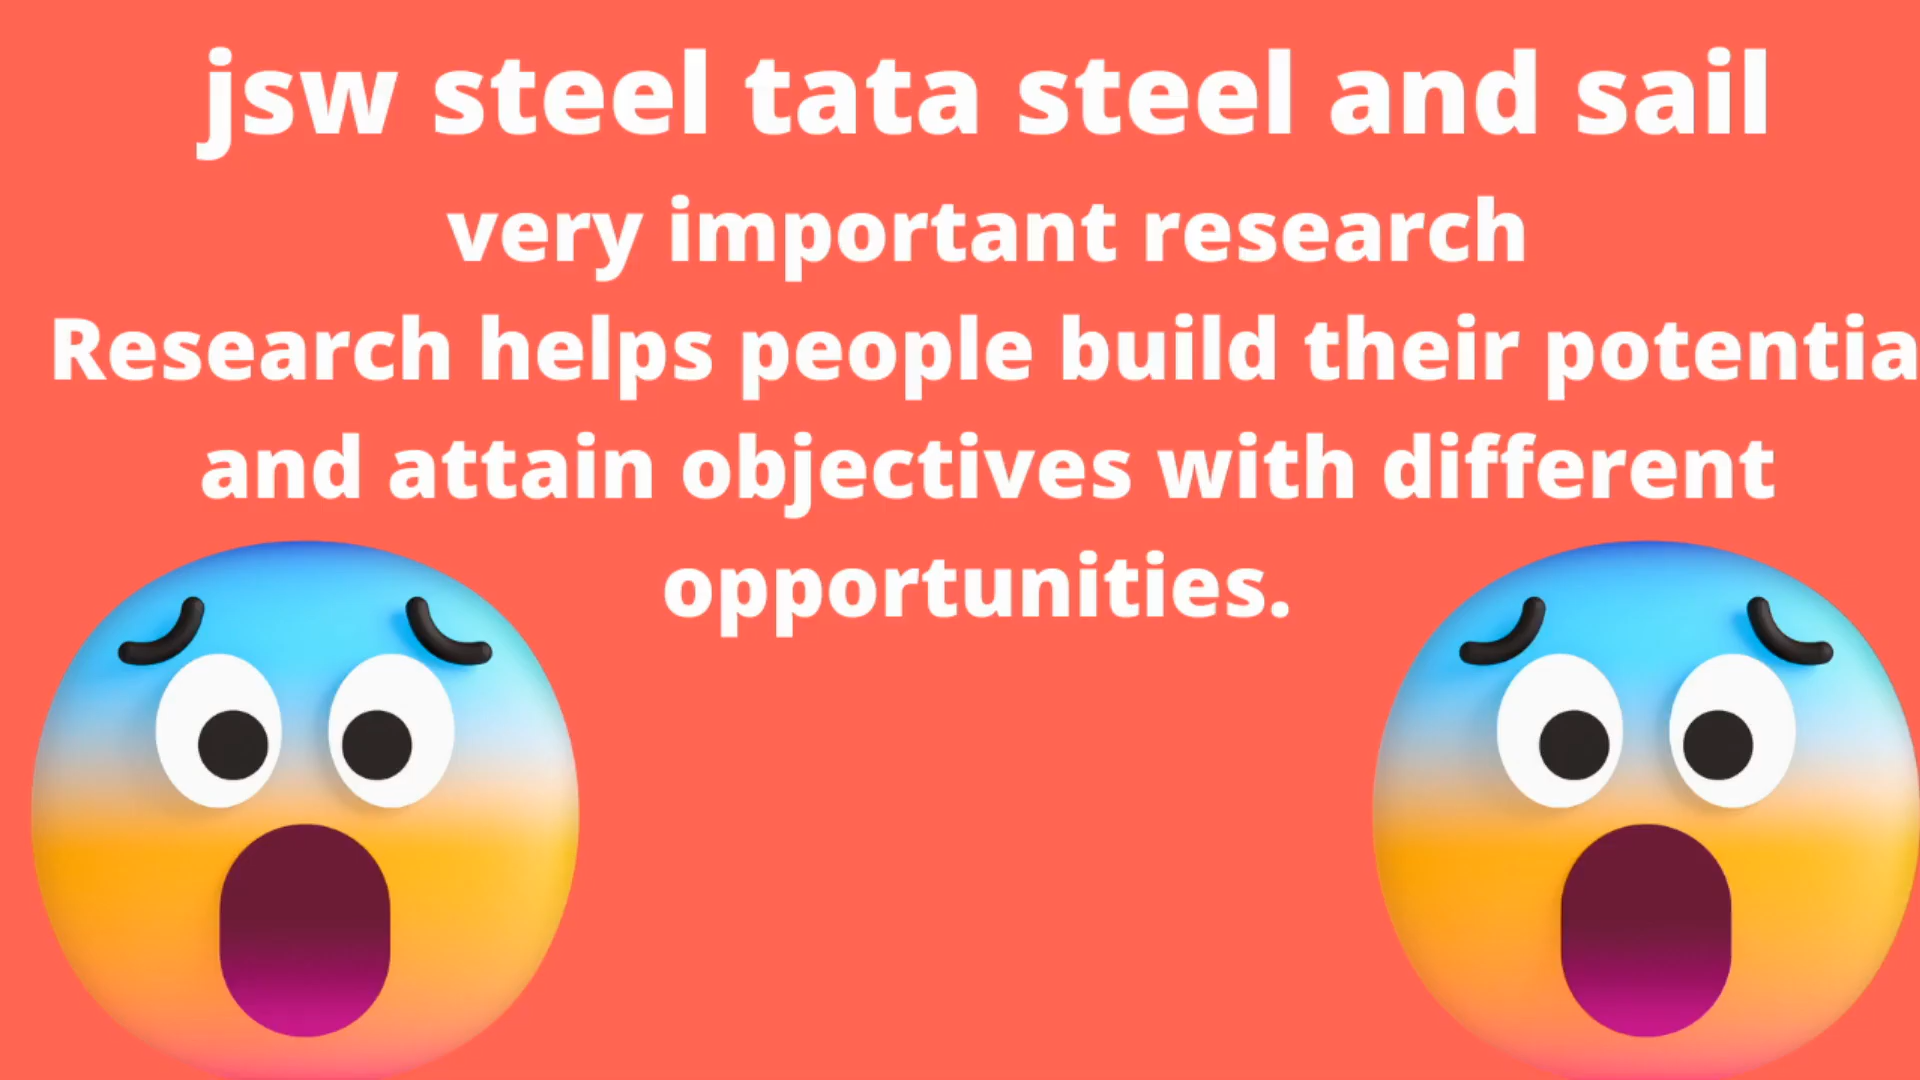 jsw steel tata steel and sail
very important research
Research helps people build their potentia
and attain objectives with different
opportunities.